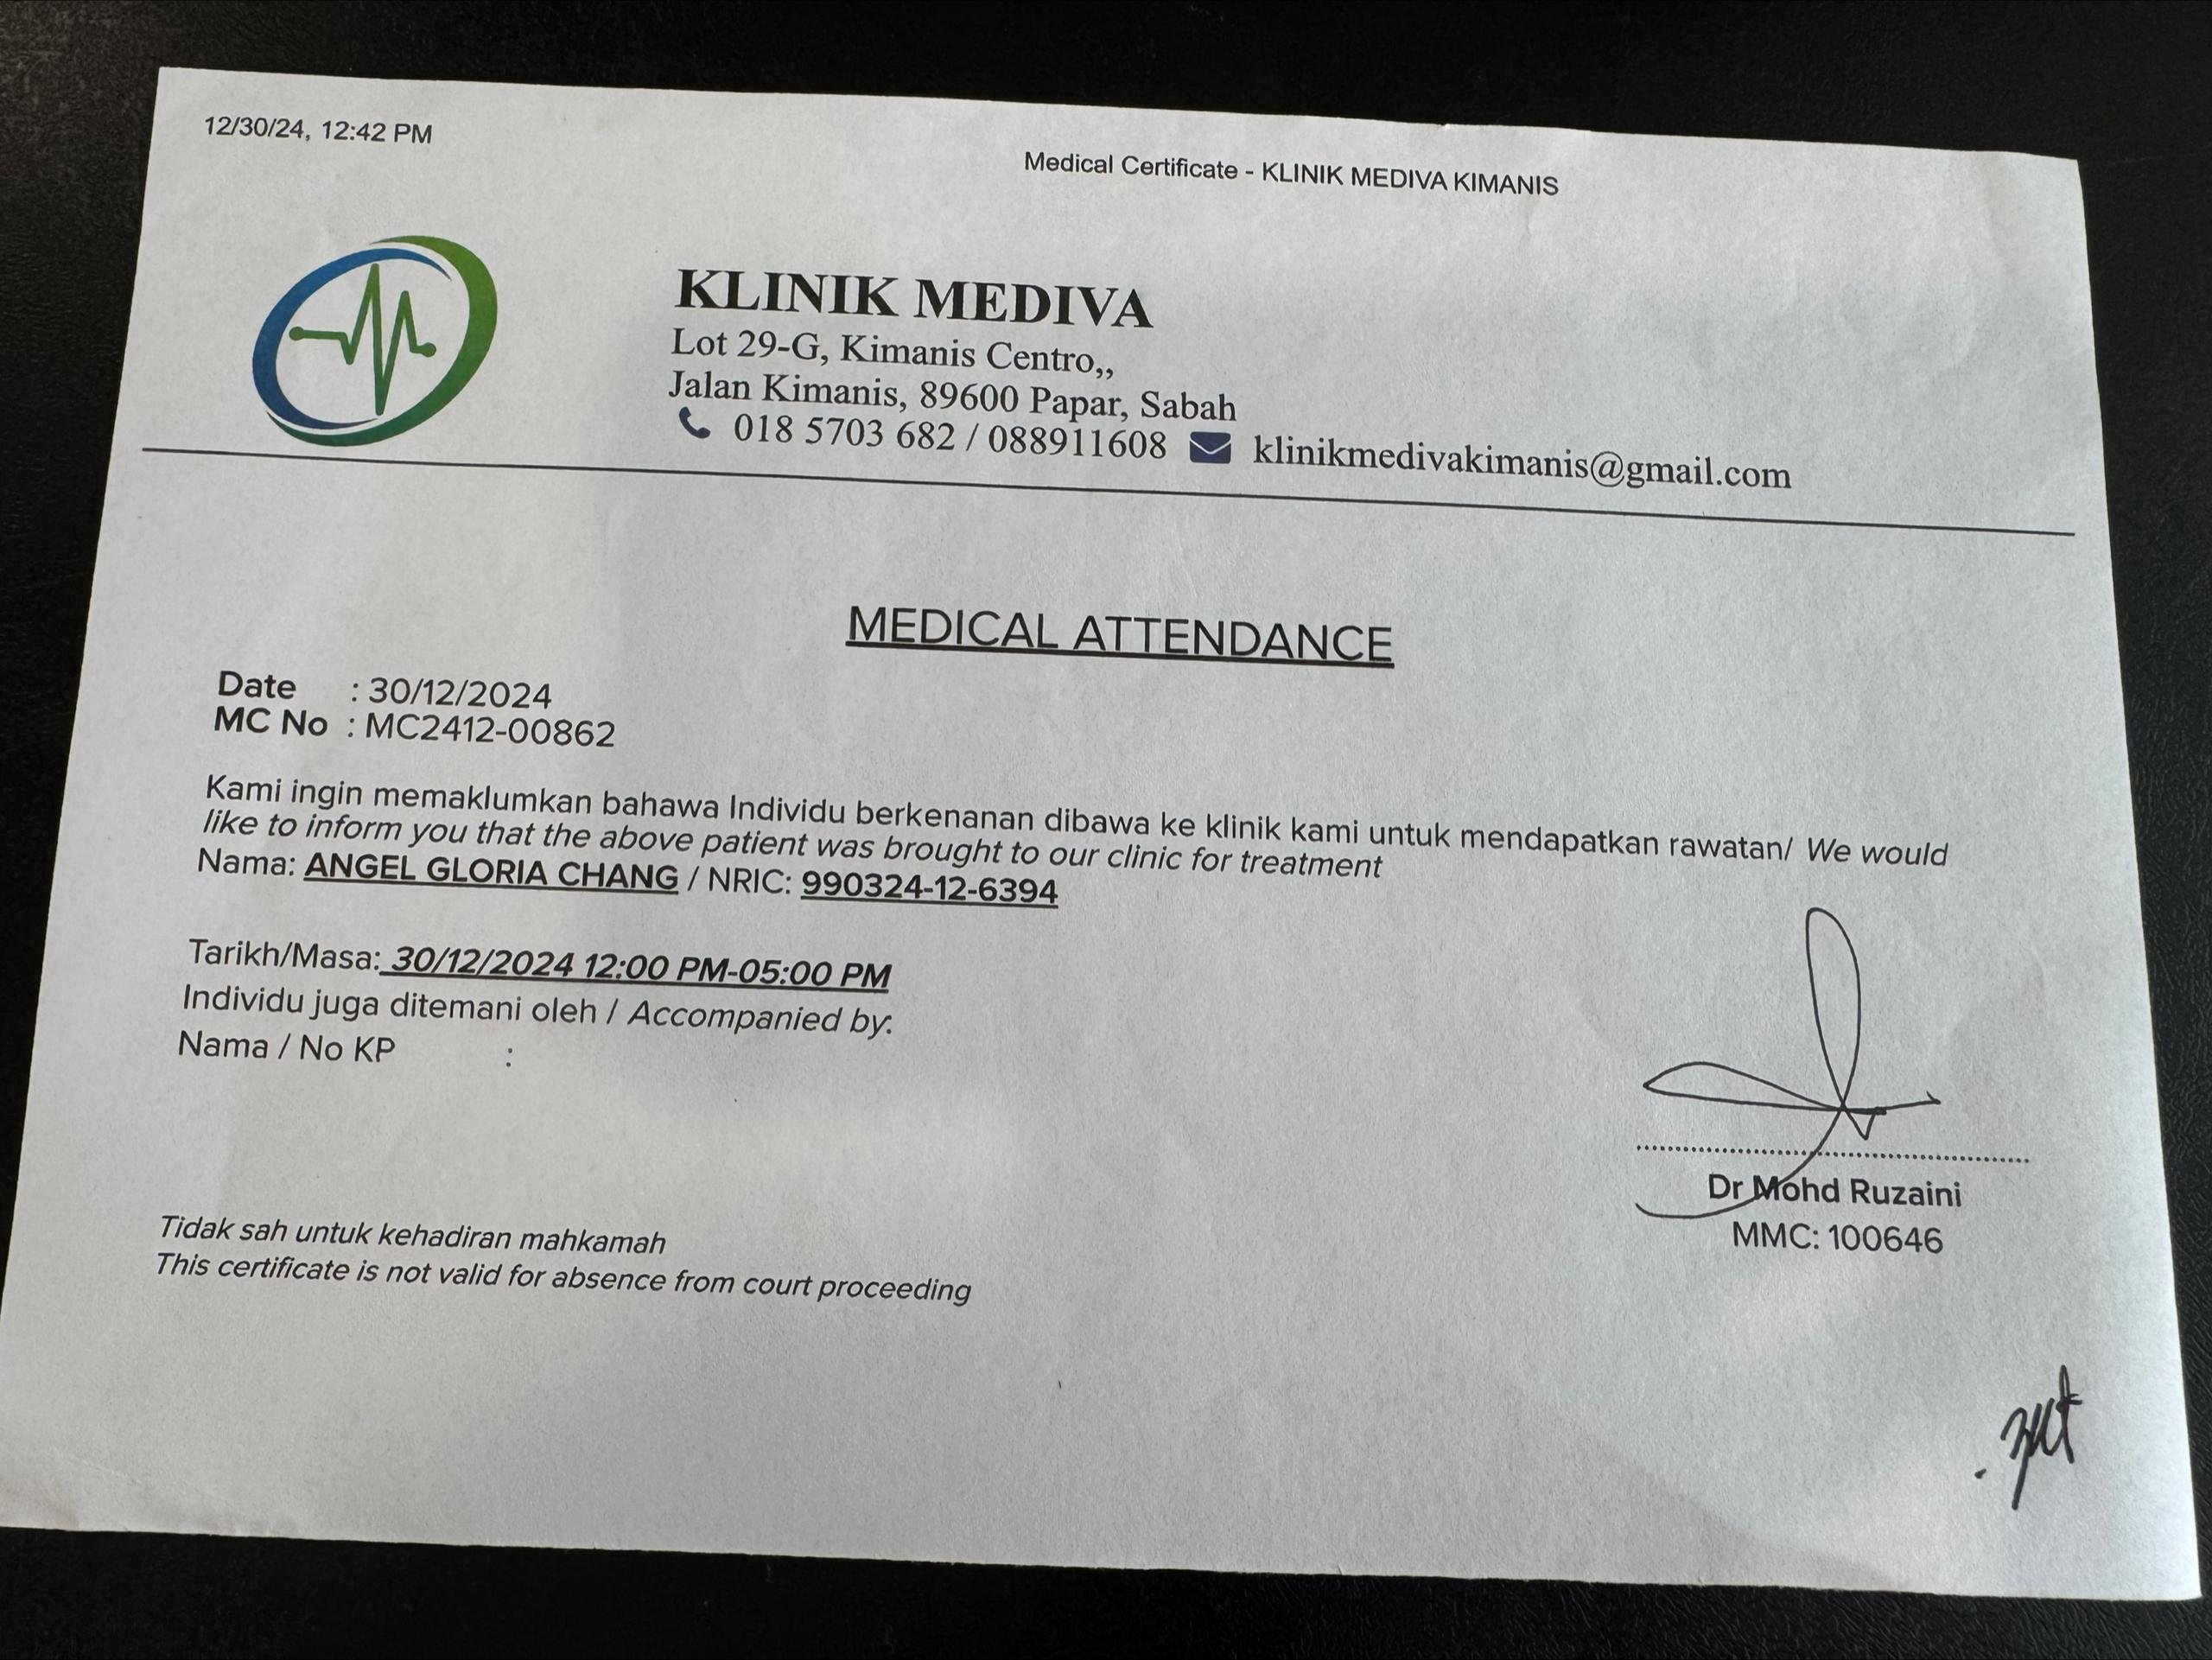 12/30/24, 12:42 PM
Medical Certificate - KLINIK MEDIVA KIMANIS
KLINIK MEDIVA
Lot 29-G, Kimanis Centro,,
Jalan Kimanis, 89600 Papar, Sabah
018 5703 682 / 088911608 klinikmedivakimanis@gmail.com
MEDICAL ATTENDANCE
Date : 30/12/2024
MC No : MC2412-00862
Kami ingin memaklumkan bahawa Individu berkenanan dibawa ke klinik kami untuk mendapatkan rawatan/ We would
like to inform you that the above patient was brought to our clinic for treatment
Nama: ANGEL GLORIA CHANG / NRIC: 990324-12-6394
Tarikh/Masa: 30/12/2024 12:00 PM-05:00 PM
Individu juga ditemani oleh / Accompanied by:
Nama / No KP :
Dr Mohd Ruzaini
MMC: 100646
Tidak sah untuk kehadiran mahkamah
This certificate is not valid for absence from court proceeding